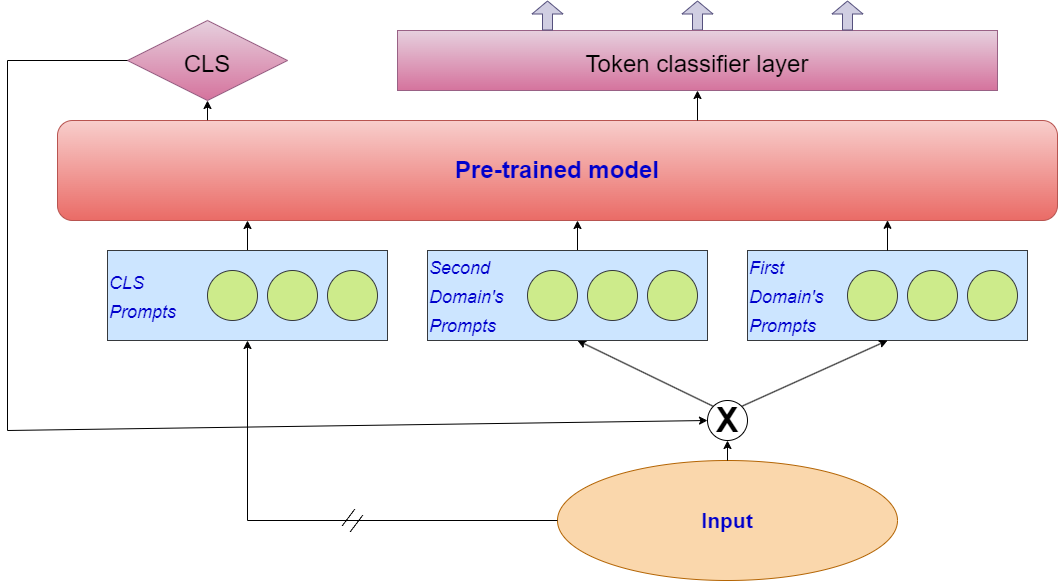 CLS
Token classifier layer
Pre-trained model
CLS
Prompts
Second
Domain's
Prompts
First
Domain's
Prompts
X
Input